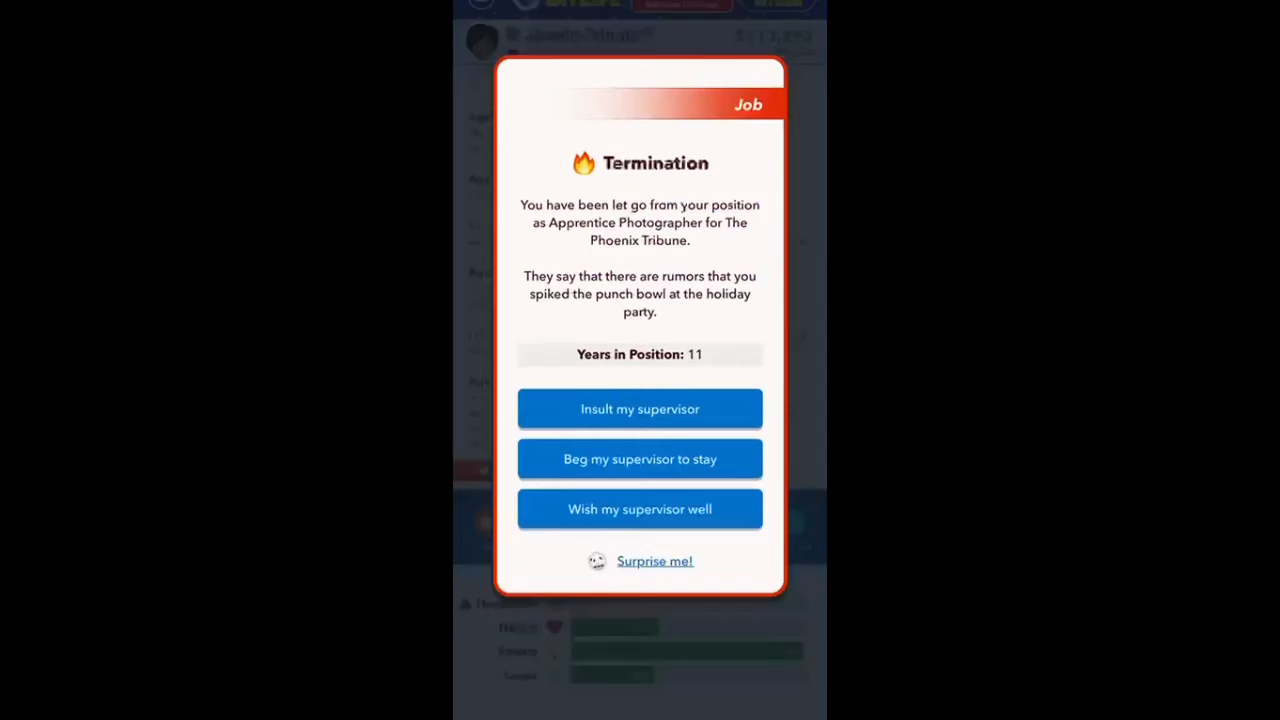 Job
🔥 Termination
You have been let go from your position
as Apprentice Photographer for The
Phoenix Tribune.
They say that there are rumors that you
spiked the punch bowl at the holiday
party.
Years in Position: 11
Insult my supervisor
Beg my supervisor to stay
Wish my supervisor well
Surprise me!